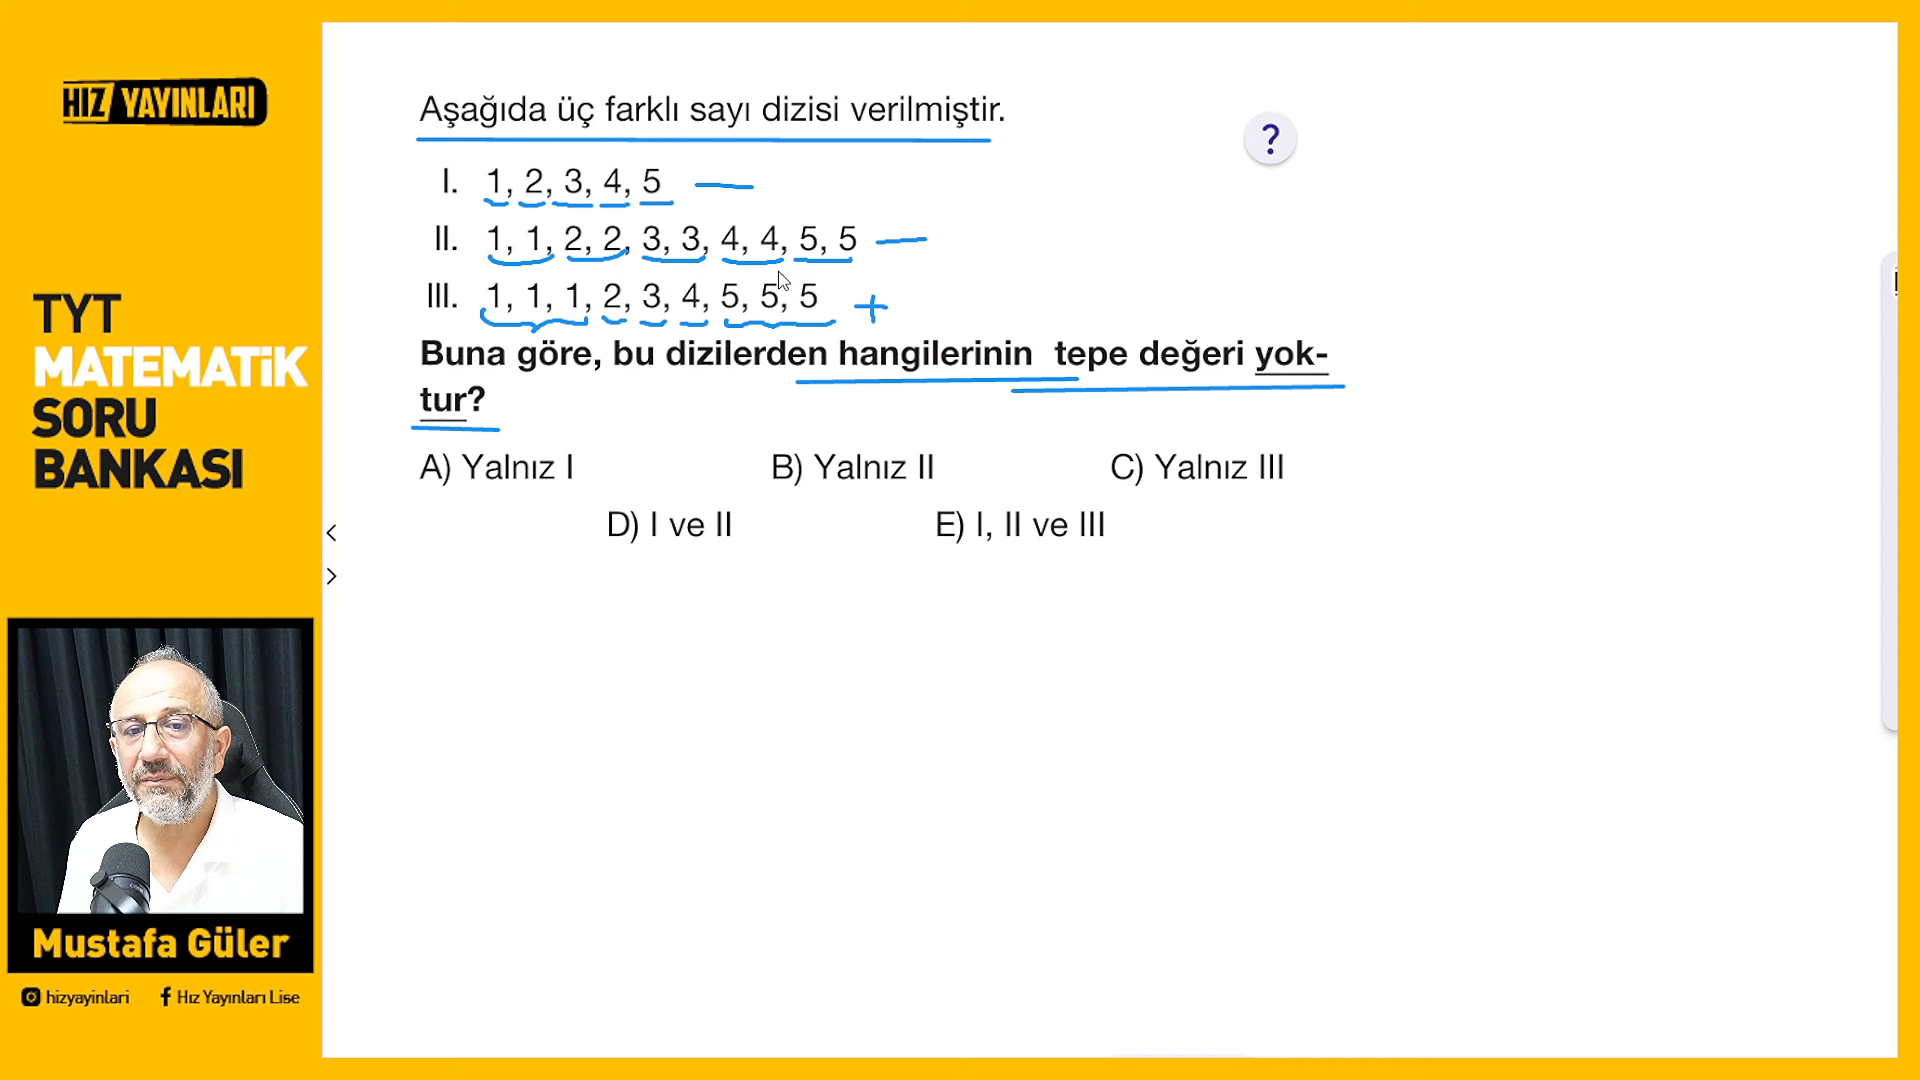 HIZ YAYINLARI
TYT
MATEMATİK
SORU
BANKASI
Aşağıda üç farklı sayı dizisi verilmiştir.
?
I. 1, 2, 3, 4, 5 —
II. 1, 1, 2, 2, 3, 3, 4, 4, 5, 5 —
III. 1, 1, 1, 2, 3, 4, 5, 5, 5 +
Buna göre, bu dizilerden hangilerinin tepe değeri yok-
tur?
A) Yalnız I B) Yalnız II C) Yalnız III
D) I ve II E) I, II ve III
Mustafa Güler
hizyayinlari Hız Yayınları Lise